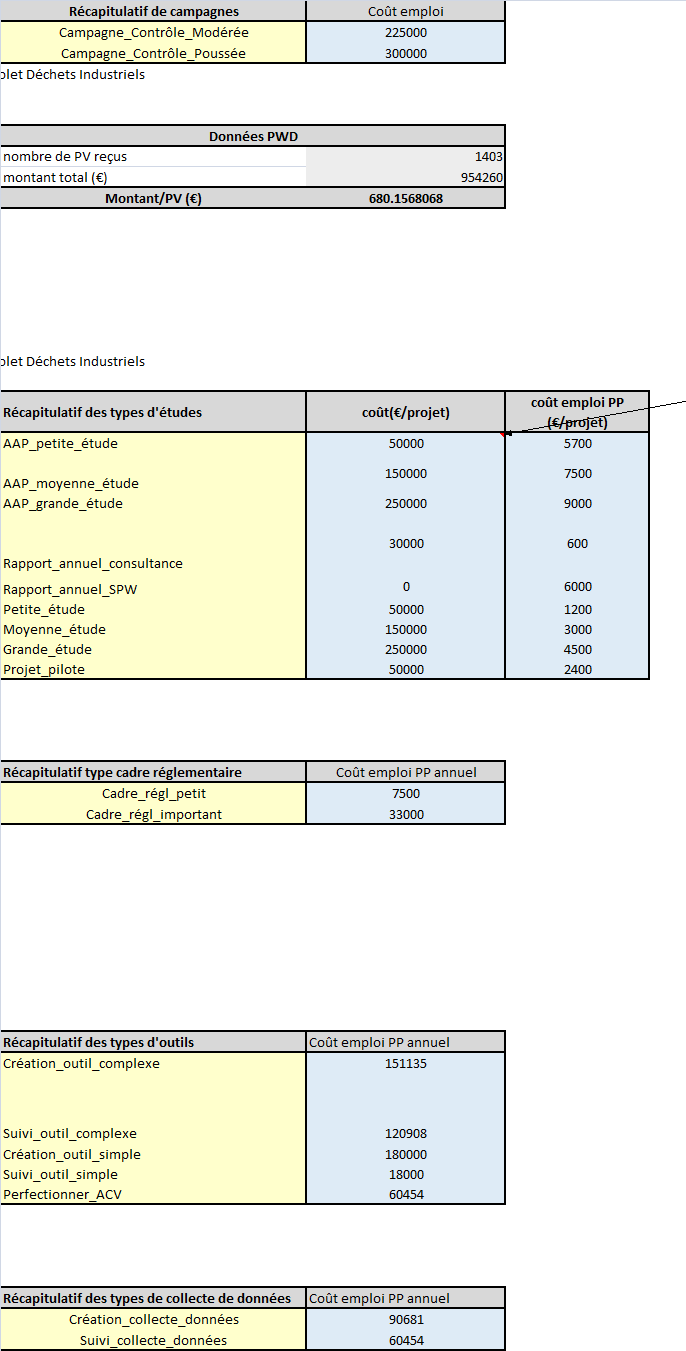 Récapitulatif de campagnes Coût emploi
Campagne_Contrôle_Modérée 225000
Campagne_Contrôle_Poussée 300000
olet Déchets Industriels
Données PWD
nombre de PV reçus 1403
montant total (€) 954260
Montant/PV (€) 680.1568068
olet Déchets Industriels
Récapitulatif des types d'études coût(€/projet) coût emploi PP (€/projet)
AAP_petite_étude 50000 5700
AAP_moyenne_étude 150000 7500
AAP_grande_étude 250000 9000
Rapport_annuel_consultance 30000 600
Rapport_annuel_SPW 0 6000
Petite_étude 50000 1200
Moyenne_étude 150000 3000
Grande_étude 250000 4500
Projet_pilote 50000 2400
Récapitulatif type cadre réglementaire Coût emploi PP annuel
Cadre_régl_petit 7500
Cadre_régl_important 33000
Récapitulatif des types d'outils Coût emploi PP annuel
Création_outil_complexe 151135
Suivi_outil_complexe 120908
Création_outil_simple 180000
Suivi_outil_simple 18000
Perfectionner_ACV 60454
Récapitulatif des types de collecte de données Coût emploi PP annuel
Création_collecte_données 90681
Suivi_collecte_données 60454